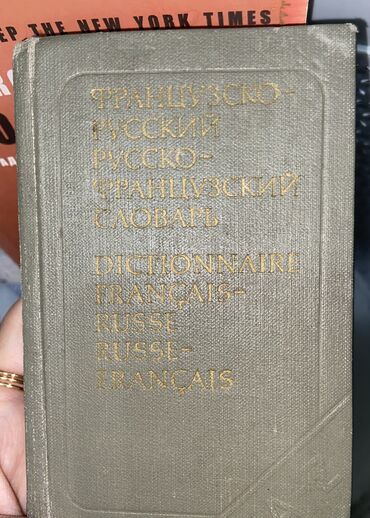 EP THE NEW YORK TIMES
ФРАНЦУЗСКО-
РУССКИЙ
РУССКО-
ФРАНЦУЗСКИЙ
СЛОВАРЬ
DICTIONNAIRE
FRANÇAIS-
RUSSE
RUSSE-
FRANÇAIS